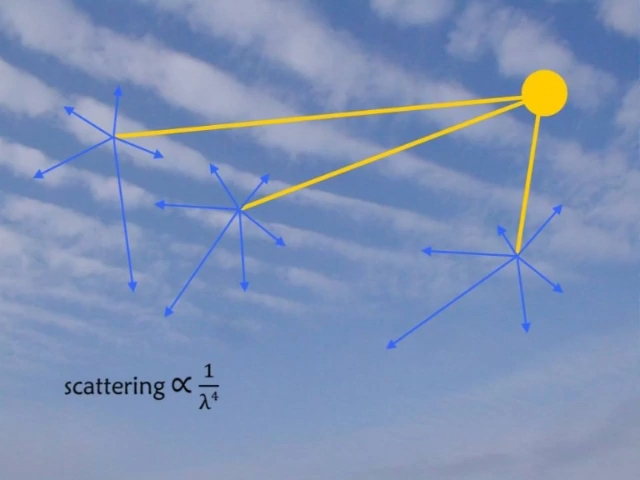 scattering ∝ 1/λ⁴